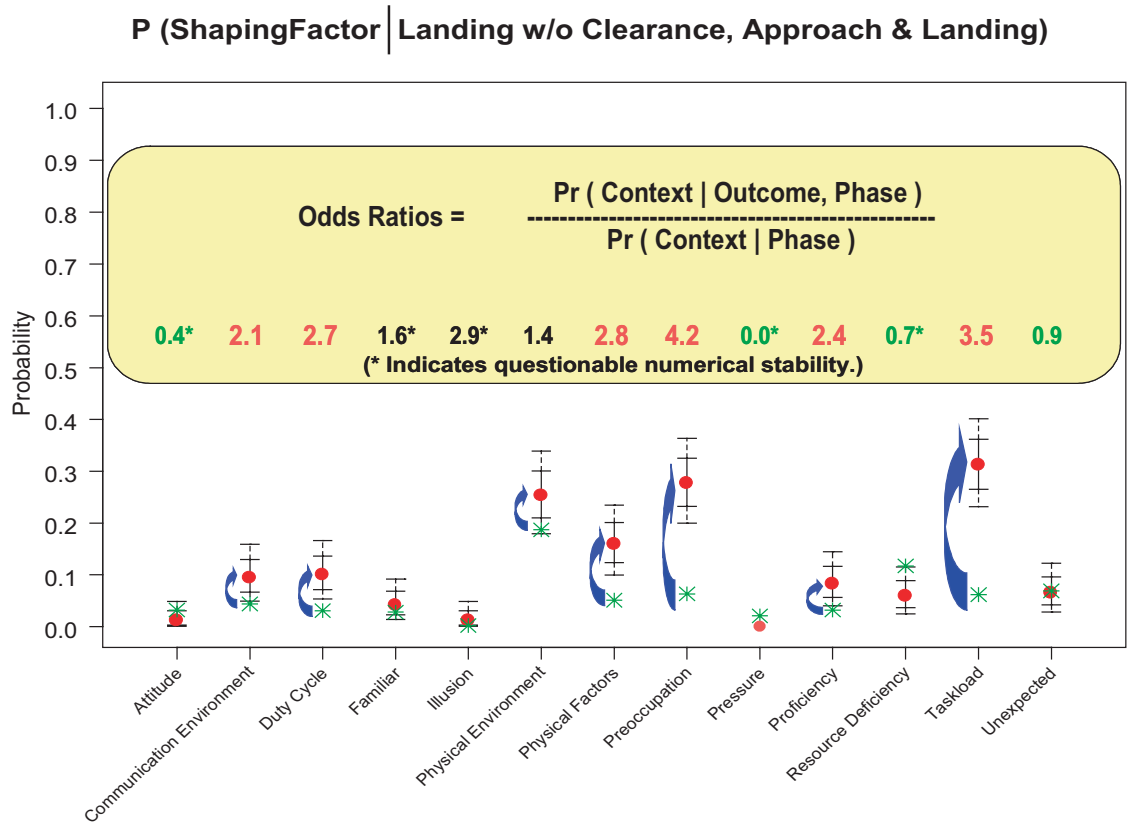 P (ShapingFactor | Landing w/o Clearance, Approach & Landing)
1.0
0.9
0.8
0.7
0.6
0.5
0.4
0.3
0.2
0.1
0.0
Probability
Odds Ratios =
Pr ( Context | Outcome, Phase )
--------------------------------------------------
Pr ( Context | Phase )
0.4* 2.1 2.7 1.6* 2.9* 1.4 2.8 4.2 0.0* 2.4 0.7* 3.5 0.9
(* Indicates questionable numerical stability.)
Attitude
Communication Environment
Duty Cycle
Familiar
Illusion
Physical Environment
Physical Factors
Preoccupation
Pressure
Proficiency
Resource Deficiency
Taskload
Unexpected